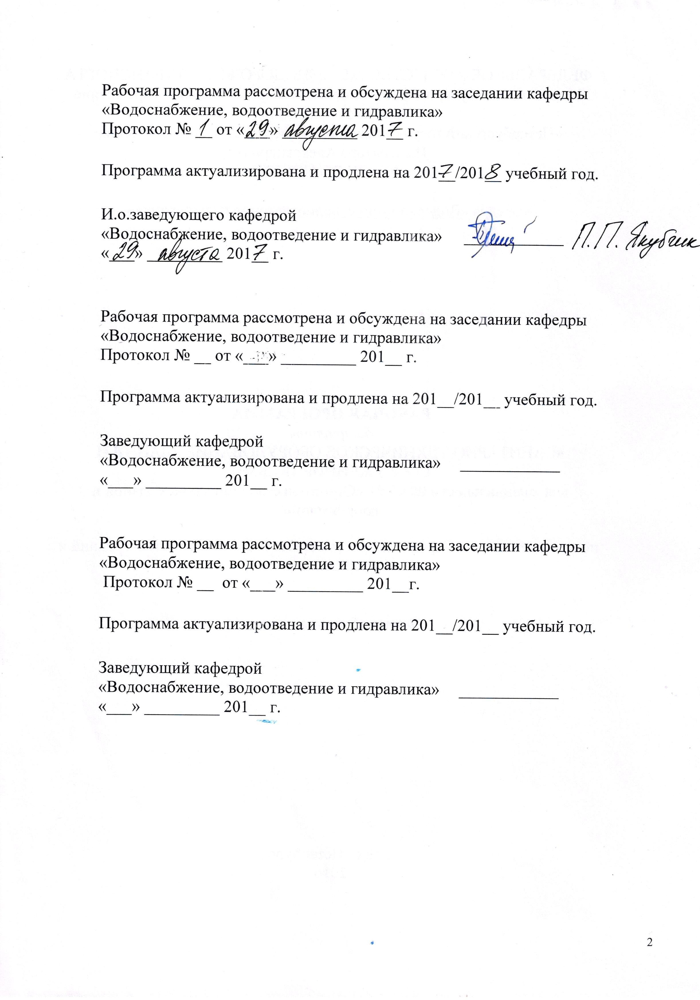 Рабочая программа рассмотрена и обсуждена на заседании кафедры
«Водоснабжение, водоотведение и гидравлика»
Протокол № 1 от «29» августа 2017 г.
Программа актуализирована и продлена на 2017/2018 учебный год.
И.о.заведующего кафедрой
«Водоснабжение, водоотведение и гидравлика» ____________ П.П. Якубчик
«29» августа 2017 г.
Рабочая программа рассмотрена и обсуждена на заседании кафедры
«Водоснабжение, водоотведение и гидравлика»
Протокол № __ от «___» _________ 201__ г.
Программа актуализирована и продлена на 201__/201__ учебный год.
Заведующий кафедрой
«Водоснабжение, водоотведение и гидравлика» ____________
«___» _________ 201__ г.
Рабочая программа рассмотрена и обсуждена на заседании кафедры
«Водоснабжение, водоотведение и гидравлика»
Протокол № __ от «___» _________ 201__г.
Программа актуализирована и продлена на 201__/201__ учебный год.
Заведующий кафедрой
«Водоснабжение, водоотведение и гидравлика» ____________
«___» _________ 201__ г.
2